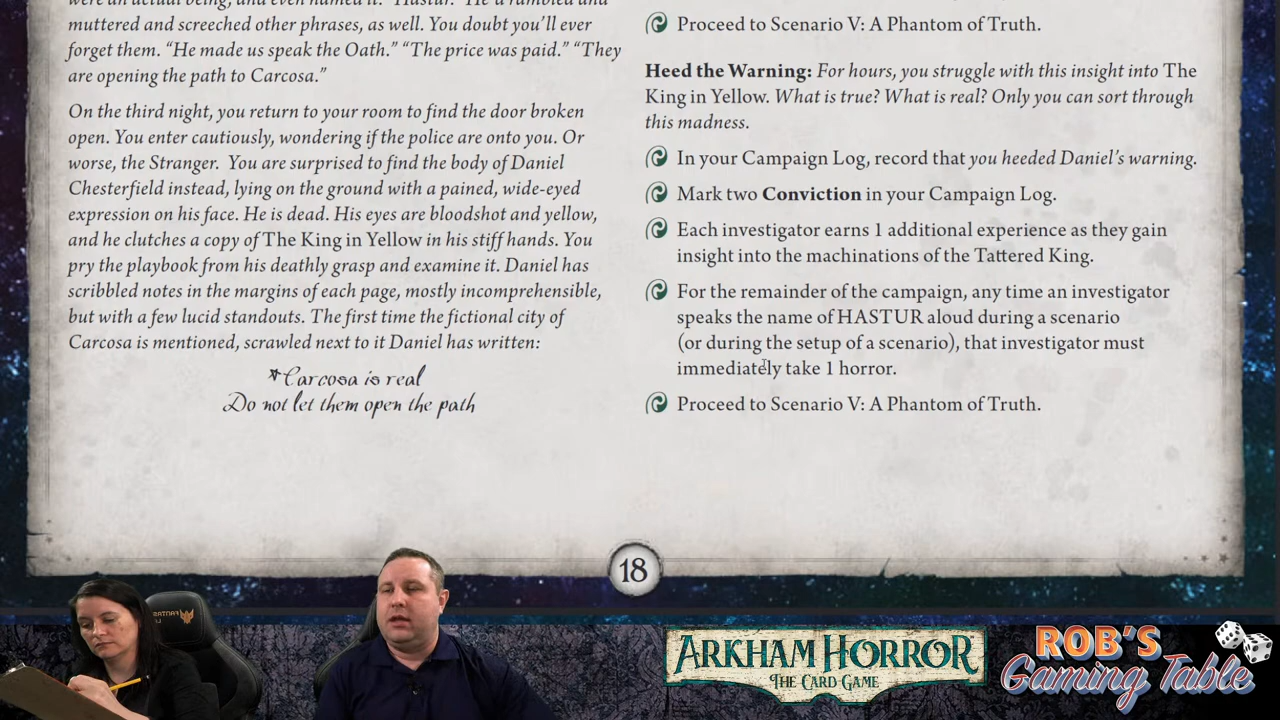 were an actual being, and even named it. “Hastur.” He'd rambled and
muttered and screeched other phrases, as well. You doubt you’ll ever
forget them. “He made us speak the Oath.” “The price was paid.” “They
are opening the path to Carcosa.”
On the third night, you return to your room to find the door broken
open. You enter cautiously, wondering if the police are onto you. Or
worse, the Stranger. You are surprised to find the body of Daniel
Chesterfield instead, lying on the ground with a pained, wide-eyed
expression on his face. He is dead. His eyes are bloodshot and yellow,
and he clutches a copy of The King in Yellow in his stiff hands. You
pry the playbook from his deathly grasp and examine it. Daniel has
scribbled notes in the margins of each page, mostly incomprehensible,
but with a few lucid standouts. The first time the fictional city of
Carcosa is mentioned, scrawled next to it Daniel has written:
*Carcosa is real
Do not let them open the path
Proceed to Scenario V: A Phantom of Truth.
Heed the Warning: For hours, you struggle with this insight into The
King in Yellow. What is true? What is real? Only you can sort through
this madness.
In your Campaign Log, record that you heeded Daniel’s warning.
Mark two Conviction in your Campaign Log.
Each investigator earns 1 additional experience as they gain
insight into the machinations of the Tattered King.
For the remainder of the campaign, any time an investigator
speaks the name of HASTUR aloud during a scenario
(or during the setup of a scenario), that investigator must
immediately take 1 horror.
Proceed to Scenario V: A Phantom of Truth.
18
ARKHAM HORROR
THE CARD GAME
ROB'S
Gaming Table